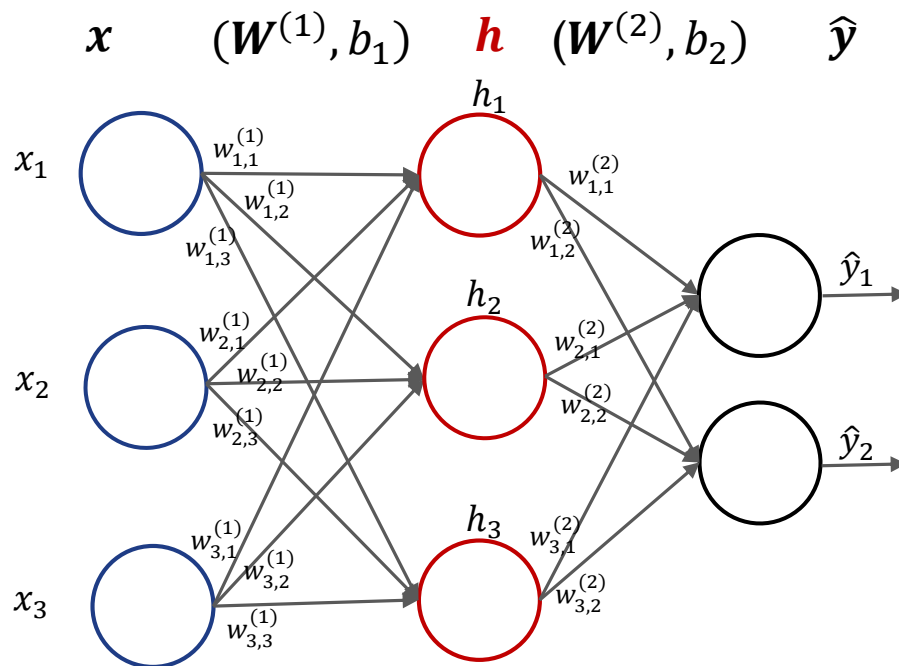 x (W^(1), b_1) h (W^(2), b_2) ŷ
h_1
x_1 w_{1,1}^(1) w_{1,1}^(2)
w_{1,2}^(1)
w_{1,3}^(1) w_{1,2}^(2)
ŷ_1
h_2
w_{2,1}^(1) w_{2,1}^(2)
x_2 w_{2,2}^(1)
w_{2,3}^(1) w_{2,2}^(2)
ŷ_2
h_3
w_{3,1}^(1) w_{3,1}^(2)
x_3 w_{3,2}^(1) w_{3,2}^(2)
w_{3,3}^(1)